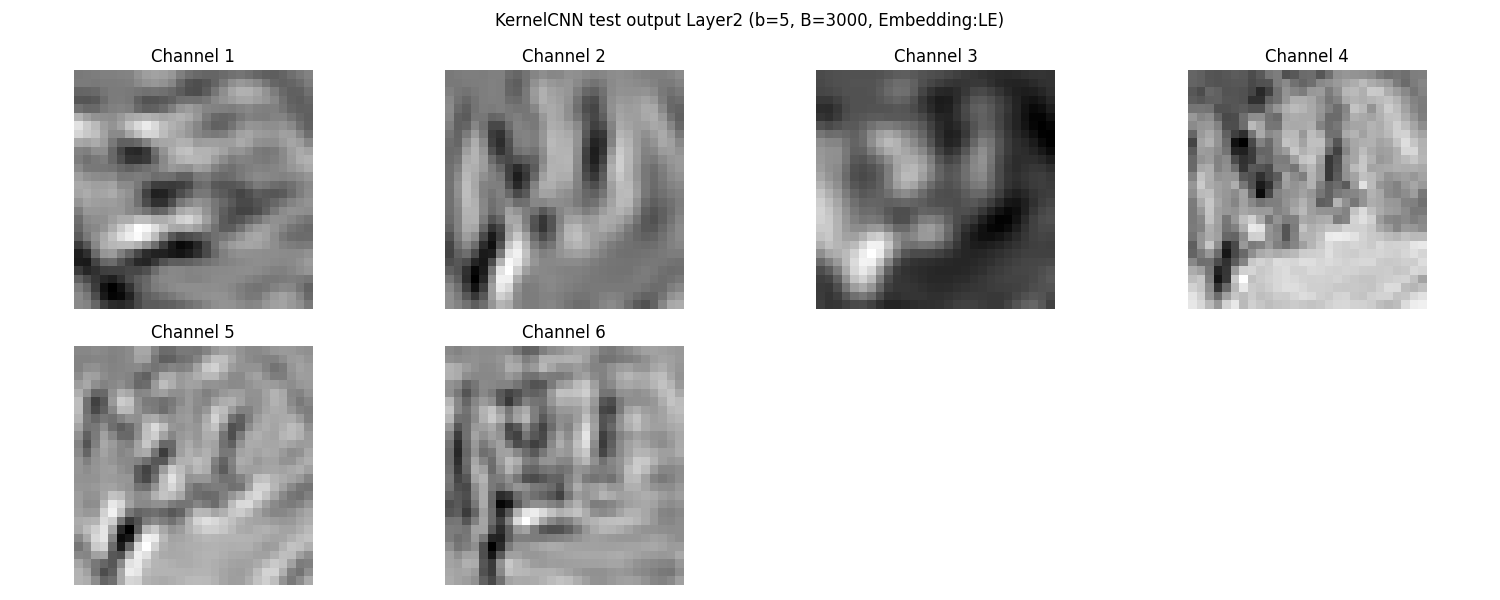 KernelCNN test output Layer2 (b=5, B=3000, Embedding:LE)
Channel 1
Channel 2
Channel 3
Channel 4
Channel 5
Channel 6